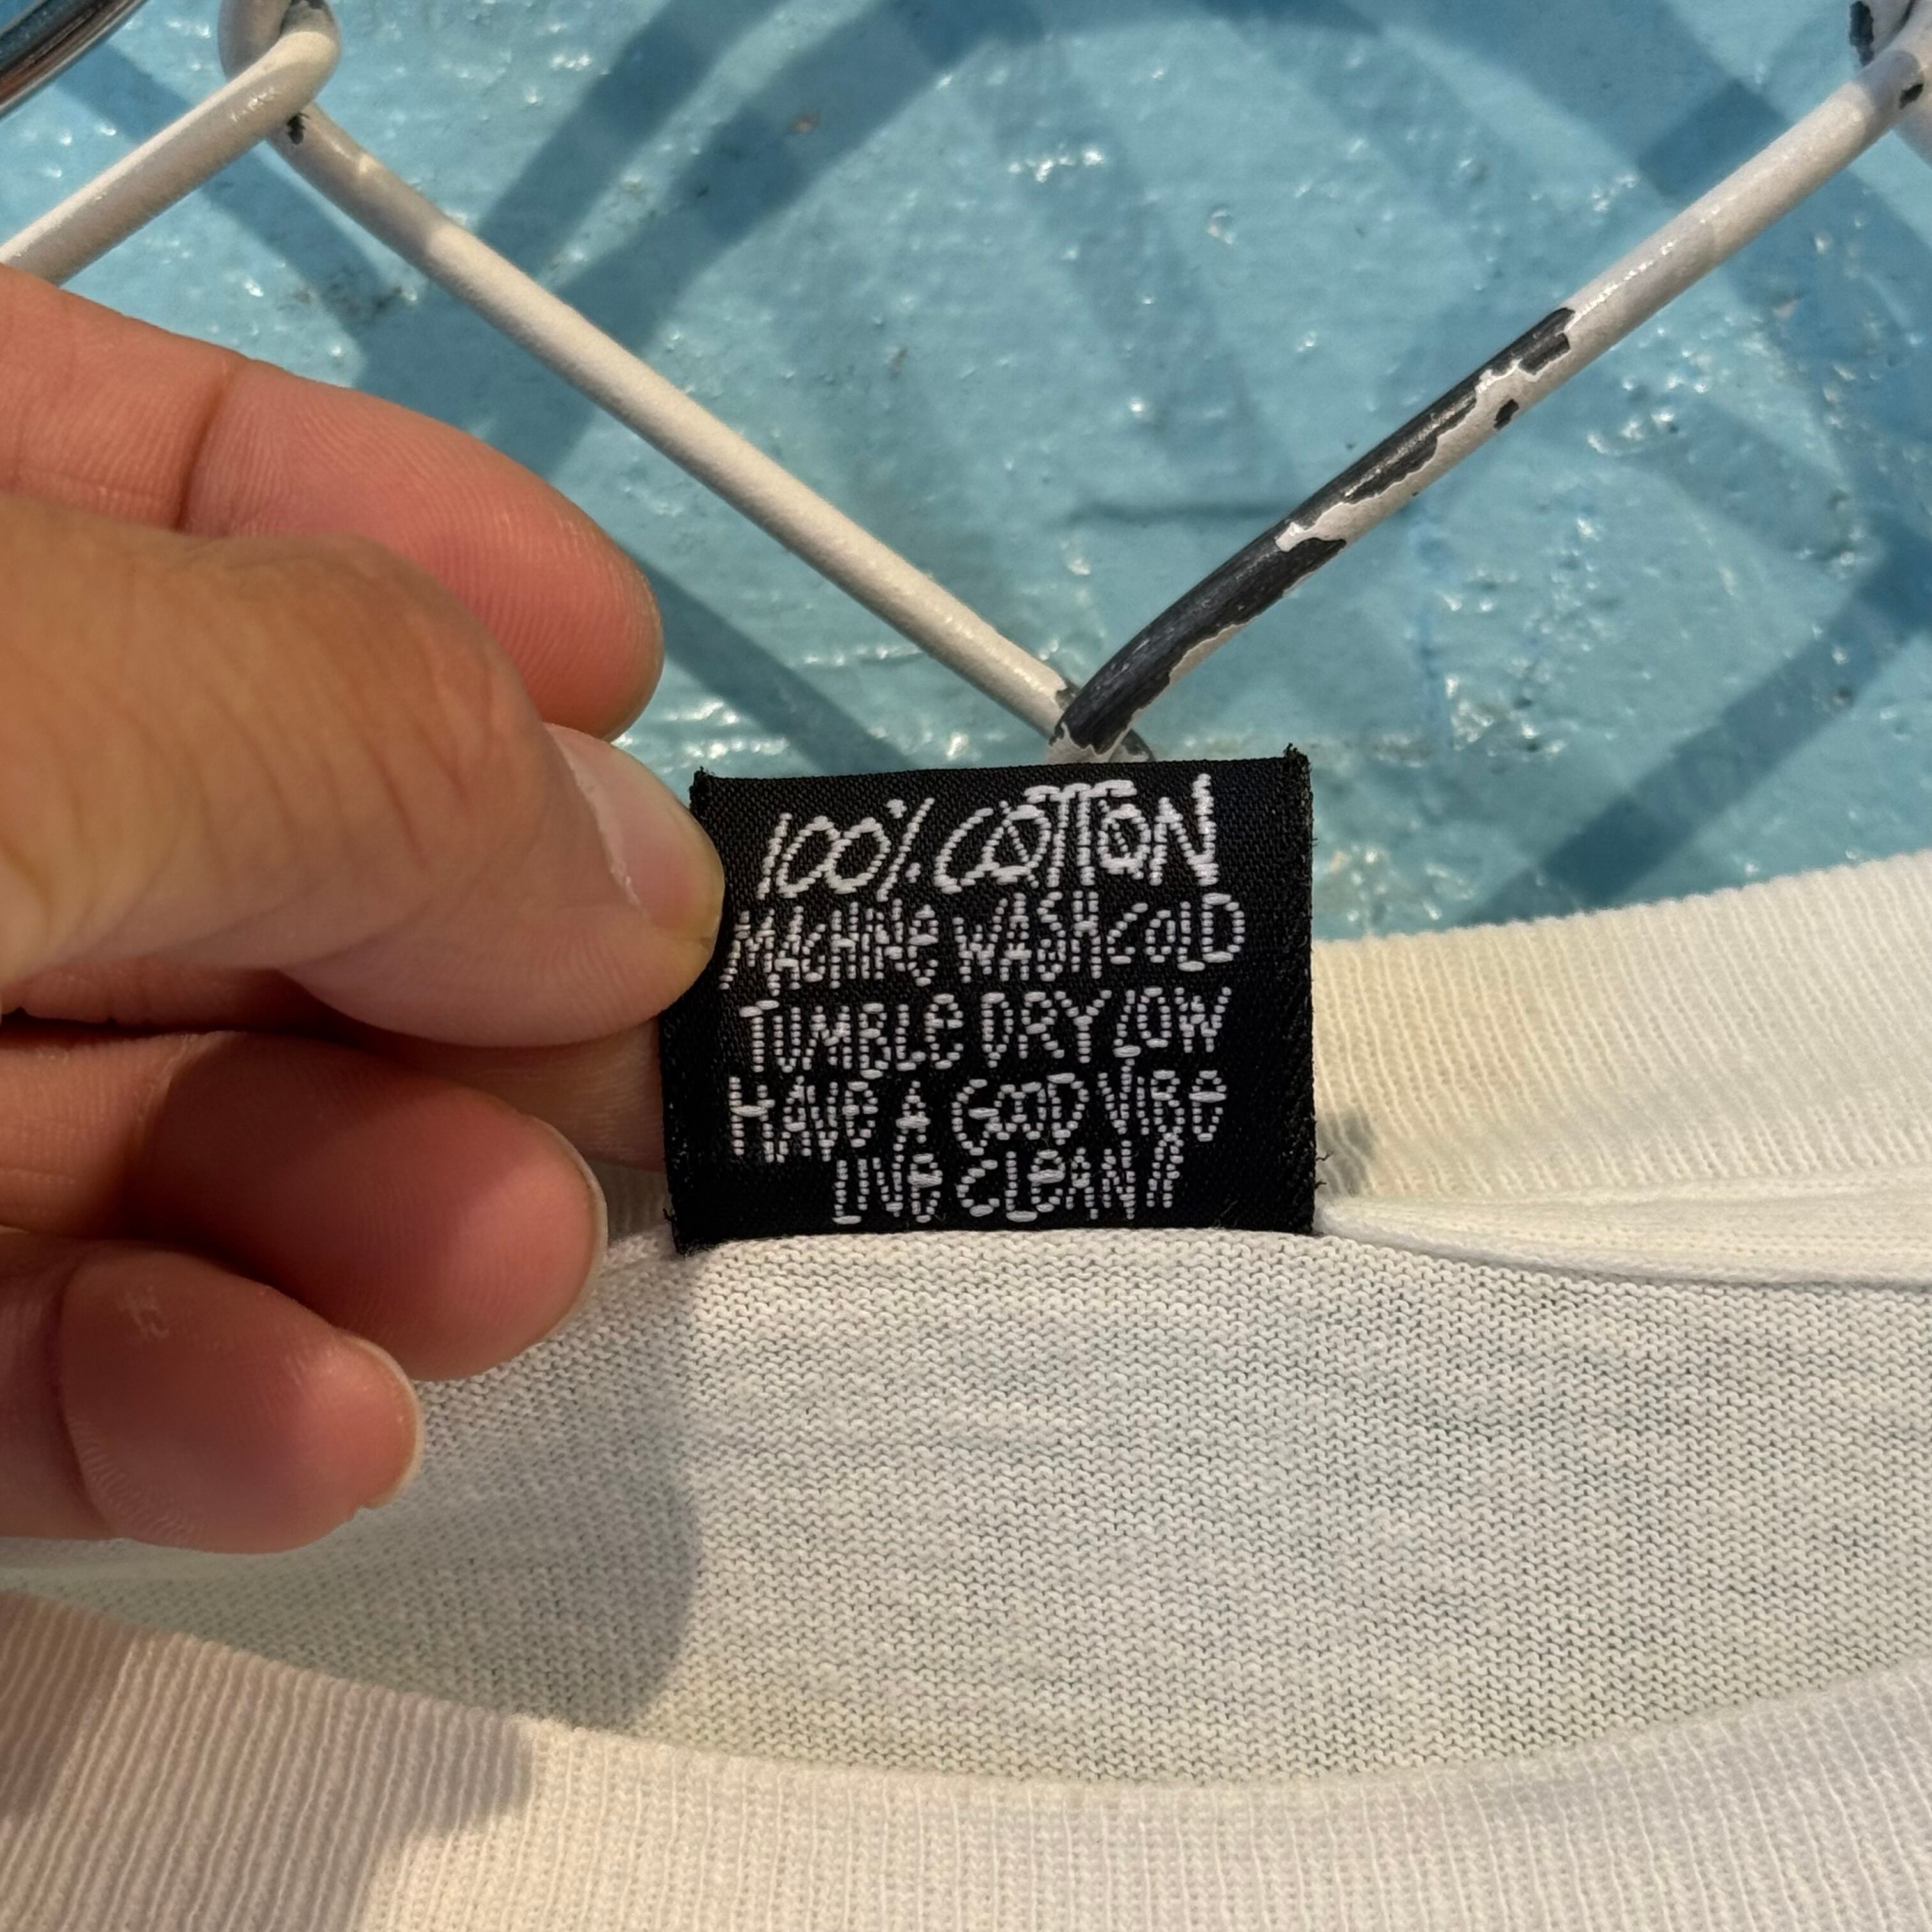 100% COTTON
MACHINE WASH COLD
TUMBLE DRY LOW
HAVE A GOOD VIBE
LIVE CLEAN!!